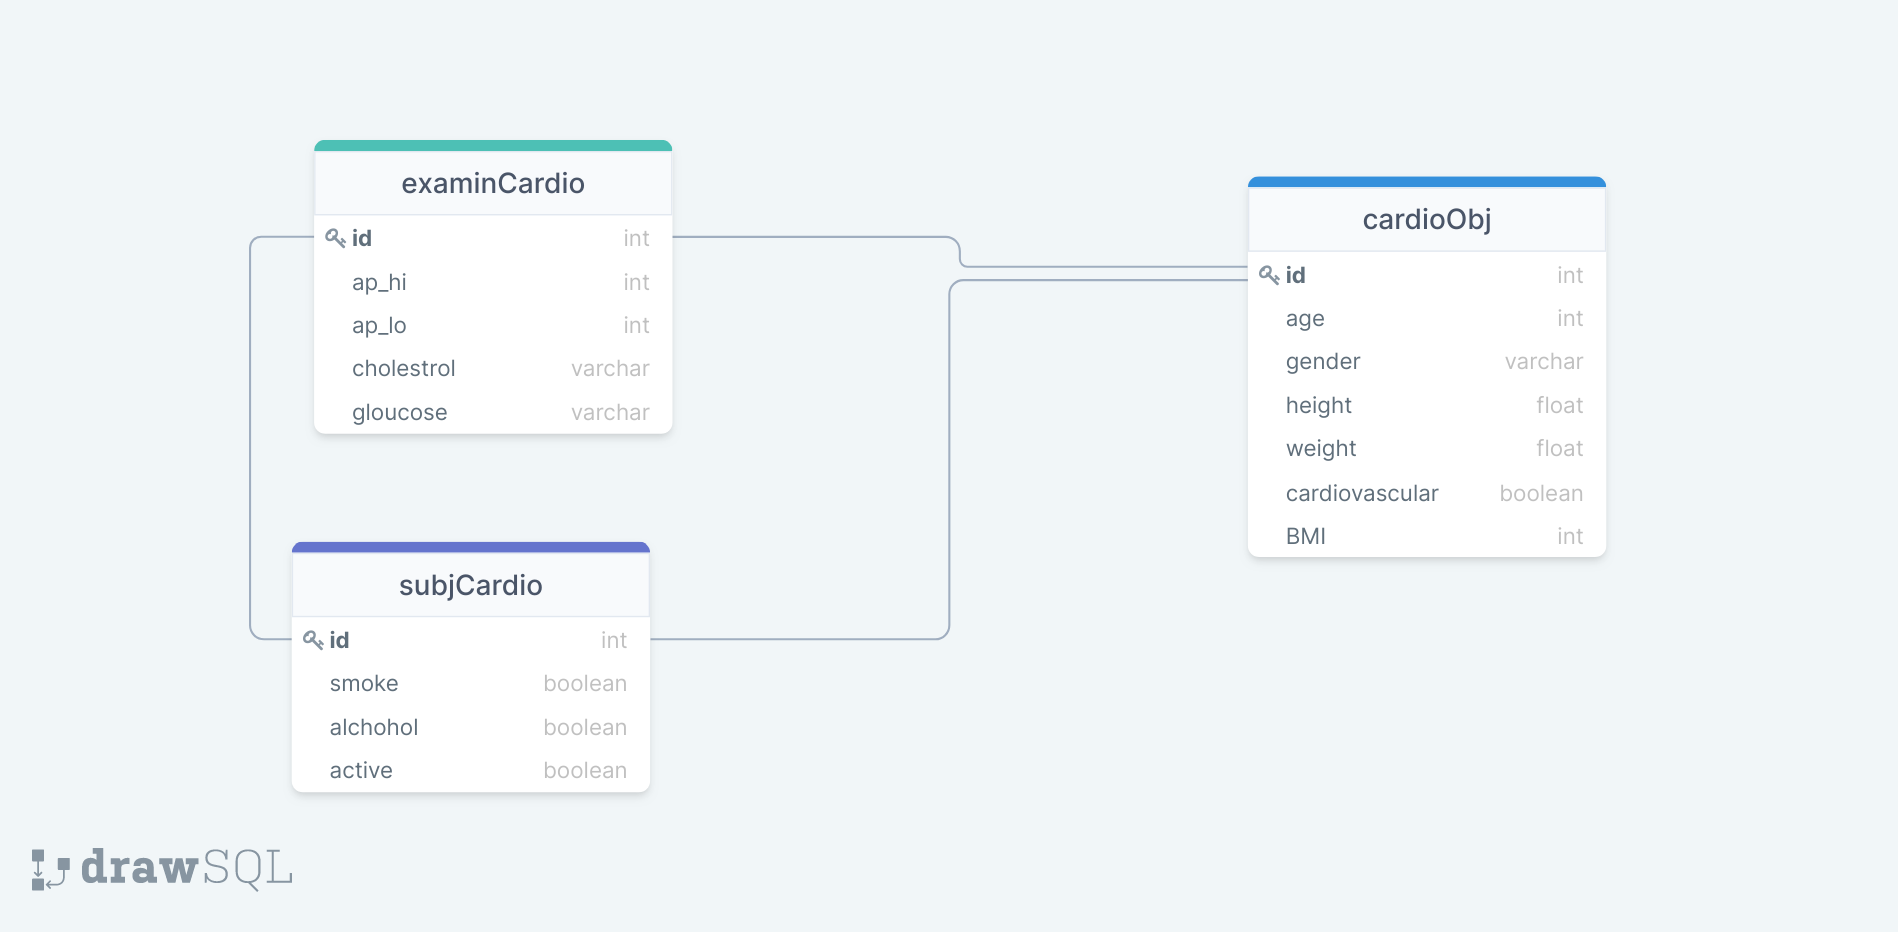 examinCardio
id int
ap_hi int
ap_lo int
cholestrol varchar
gloucose varchar
cardioObj
id int
age int
gender varchar
height float
weight float
cardiovascular boolean
BMI int
subjCardio
id int
smoke boolean
alchohol boolean
active boolean
drawSQL